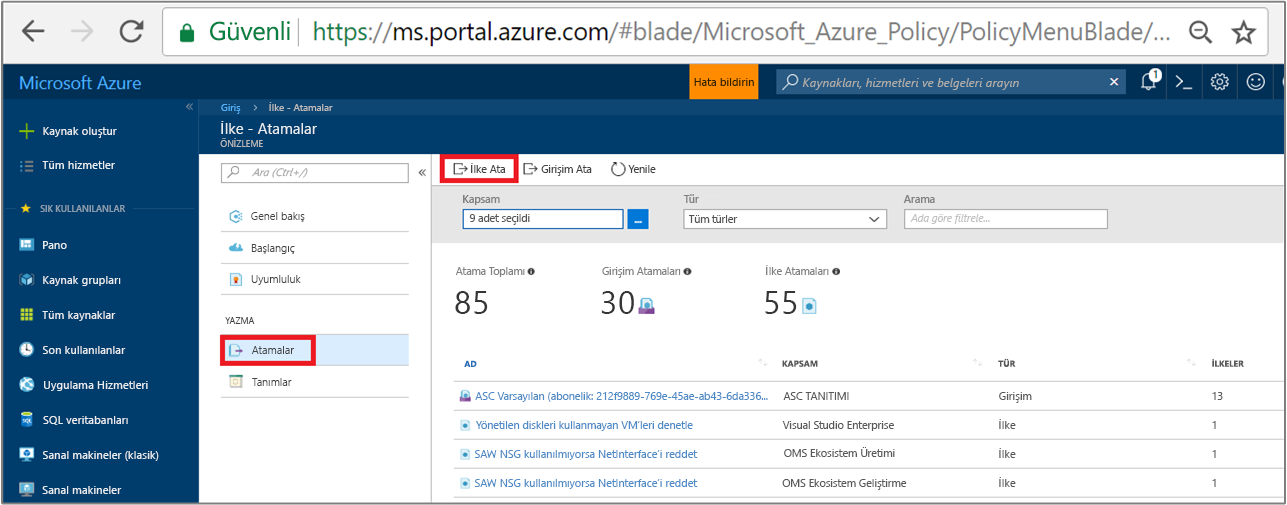 Güvenli https://ms.portal.azure.com/#blade/Microsoft_Azure_Policy/PolicyMenuBlade/...
Microsoft Azure
Hata bildirin
Kaynakları, hizmetleri ve belgeleri arayın
1
Giriş > İlke - Atamalar
İlke - Atamalar
ÖNİZLEME
Kaynak oluştur
Tüm hizmetler
SIK KULLANILANLAR
Pano
Kaynak grupları
Tüm kaynaklar
Son kullanılanlar
Uygulama Hizmetleri
SQL veritabanları
Sanal makineler (klasik)
Sanal makineler
Ara (Ctrl+/)
Genel bakış
Başlangıç
Uyumluluk
YAZMA
Atamalar
Tanımlar
İlke Ata Girişim Ata Yenile
Kapsam Tür Arama
9 adet seçildi ... Tüm türler Ada göre filtrele...
Atama Toplamı Girişim Atamaları İlke Atamaları
85 30 55
AD KAPSAM TÜR İLKELER
ASC Varsayılan (abonelik: 212f9889-769e-45ae-ab43-6da336... ASC TANITIMI Girişim 13
Yönetilen diskleri kullanmayan VM'leri denetle Visual Studio Enterprise İlke 1
SAW NSG kullanılmıyorsa NetInterface'i reddet OMS Ekosistem Üretimi İlke 1
SAW NSG kullanılmıyorsa NetInterface'i reddet OMS Ekosistem Geliştirme İlke 1